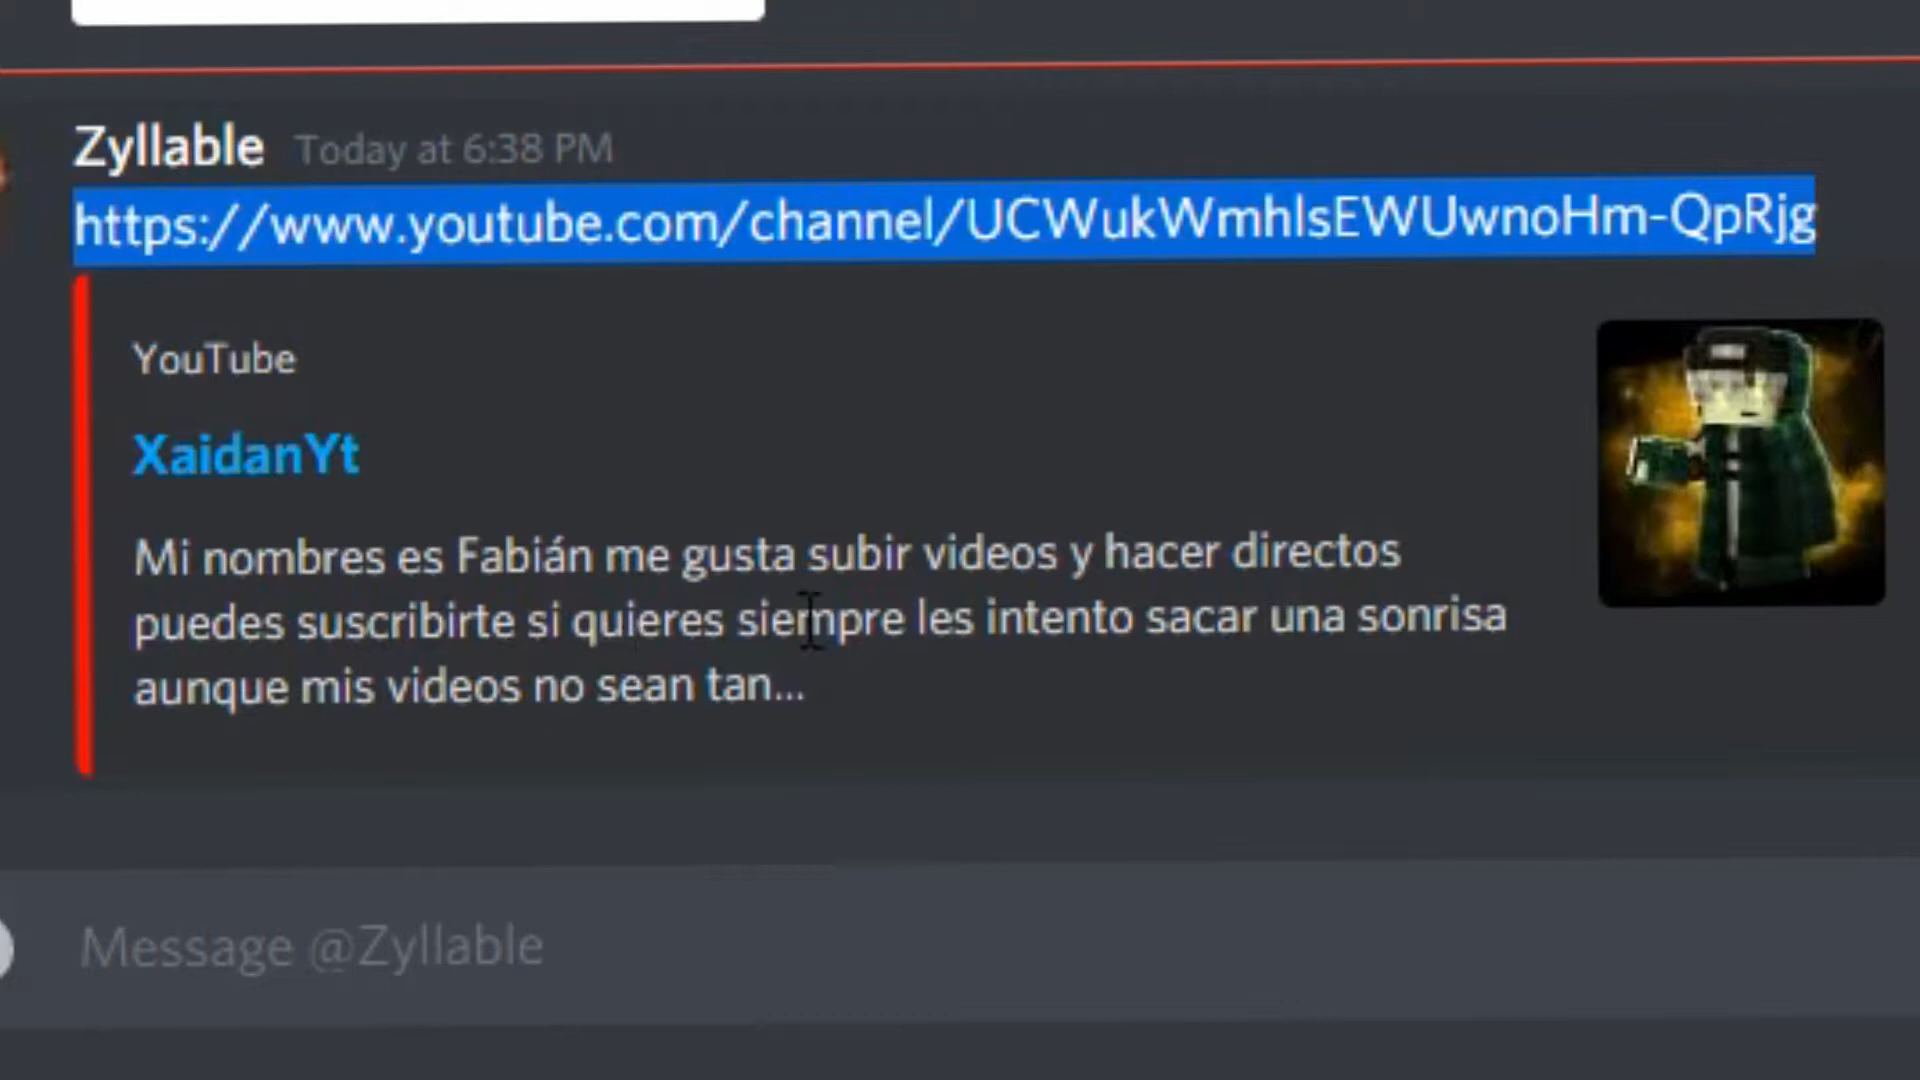 Zyllable Today at 6:38 PM
https://www.youtube.com/channel/UCWukWmhlsEWUwnoHm-QpRjg
YouTube
XaidanYt
Mi nombres es Fabián me gusta subir videos y hacer directos
puedes suscribirte si quieres siempre les intento sacar una sonrisa
aunque mis videos no sean tan...
Message @Zyllable